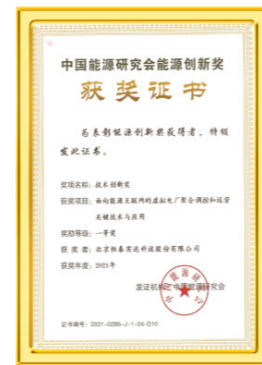 中国能源研究会能源创新奖
获奖证书
为表彰能源创新奖获得者，特颁
发此证书。
奖项名称：技术创新奖
获奖项目：面向能源互联网的虚拟电厂聚合调控和运营
关键技术与应用
奖励等级：一等奖
获 奖 者：北京恒泰实达科技股份有限公司
获奖年度：2021年
发证机构：中国能源研究会
证书编号：2021-0285-J-1-04-D10